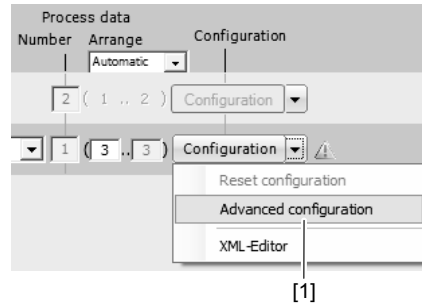 Process data
Number Arrange Configuration
Automatic
2 ( 1 .. 2 ) Configuration
1 ( 3 .. 3 ) Configuration
Reset configuration
Advanced configuration
XML-Editor
[1]